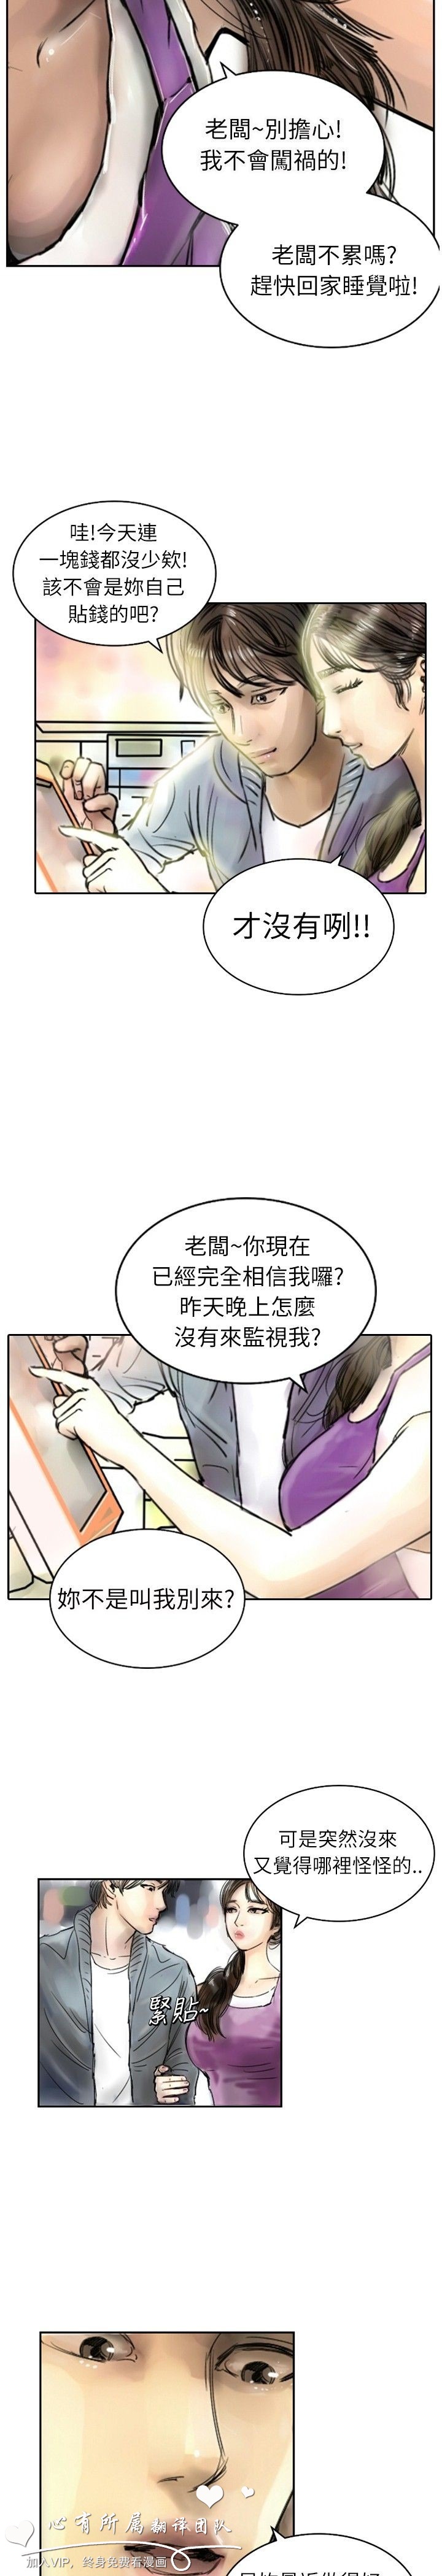 老闆~別擔心!
我不會闖禍的!
老闆不累嗎?
趕快回家睡覺啦!
哇!今天連
一塊錢都沒少欸!
該不會是妳自己
貼錢的吧?
才沒有咧!!
老闆~你現在
已經完全相信我囉?
昨天晚上怎麼
沒有來監視我?
妳不是叫我別來?
可是突然沒來
又覺得哪裡怪怪的..
緊貼~
心有所属翻译团队
加入VIP，终身免费看漫画